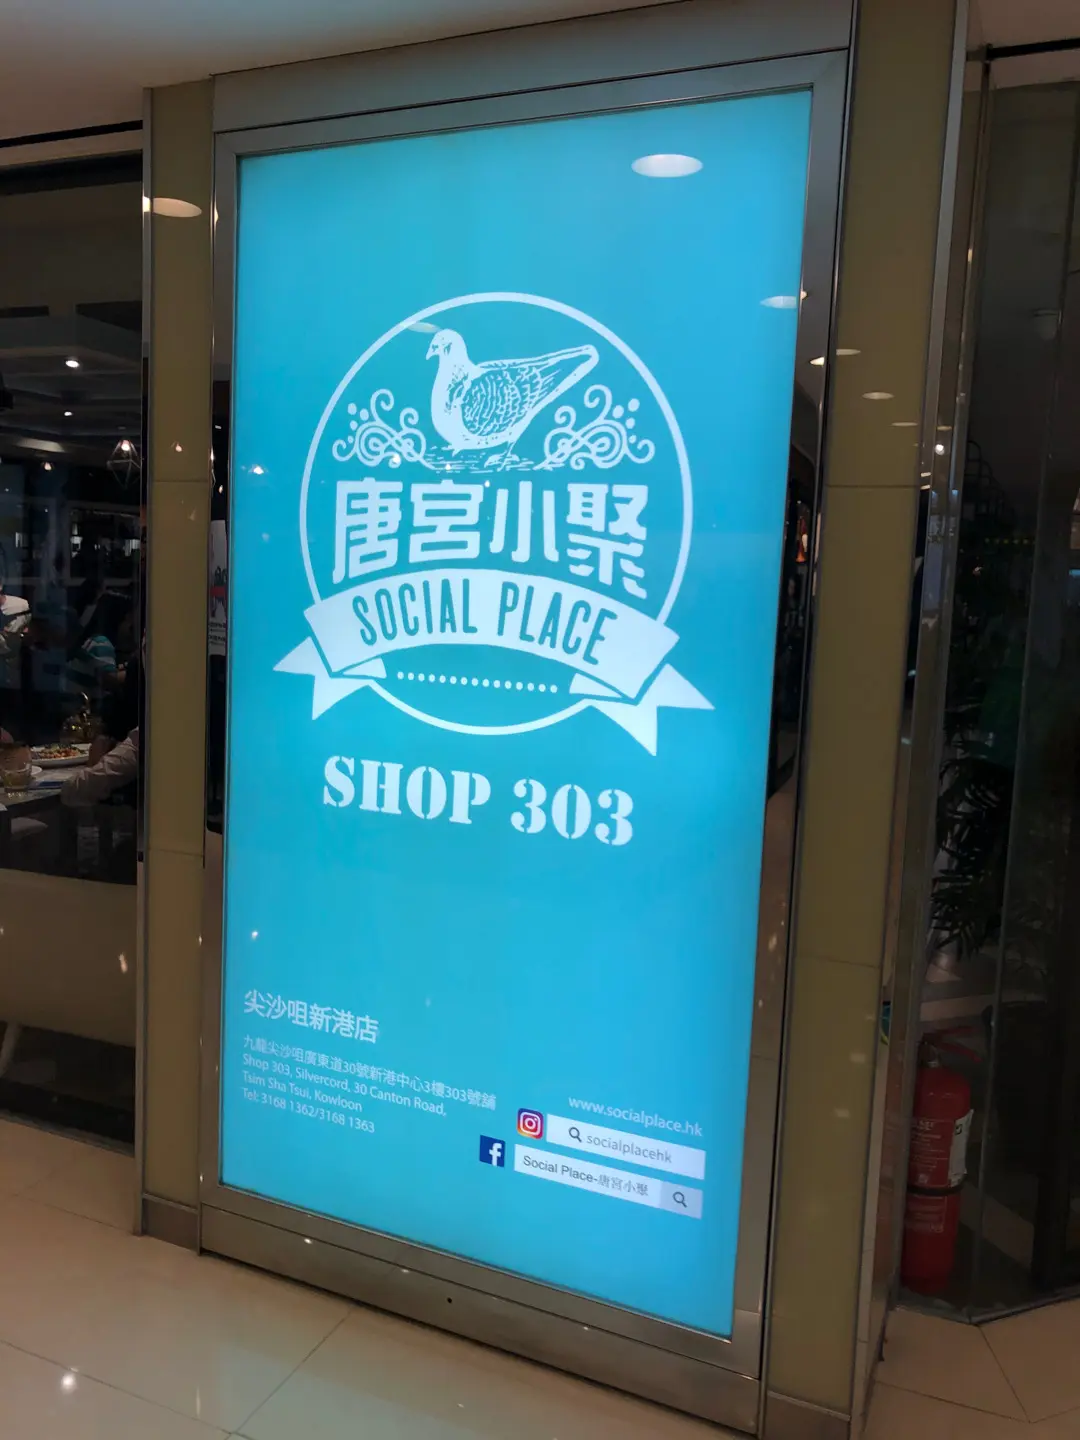 唐宮小聚
SOCIAL PLACE
SHOP 303
尖沙咀新港店
九龍尖沙咀廣東道30號新港中心3樓303號舖
Shop 303, Silvercord, 30 Canton Road,
Tsim Sha Tsui, Kowloon
Tel: 3168 1362/3168 1363
www.socialplace.hk
socialplacehk
Social Place-唐宮小聚